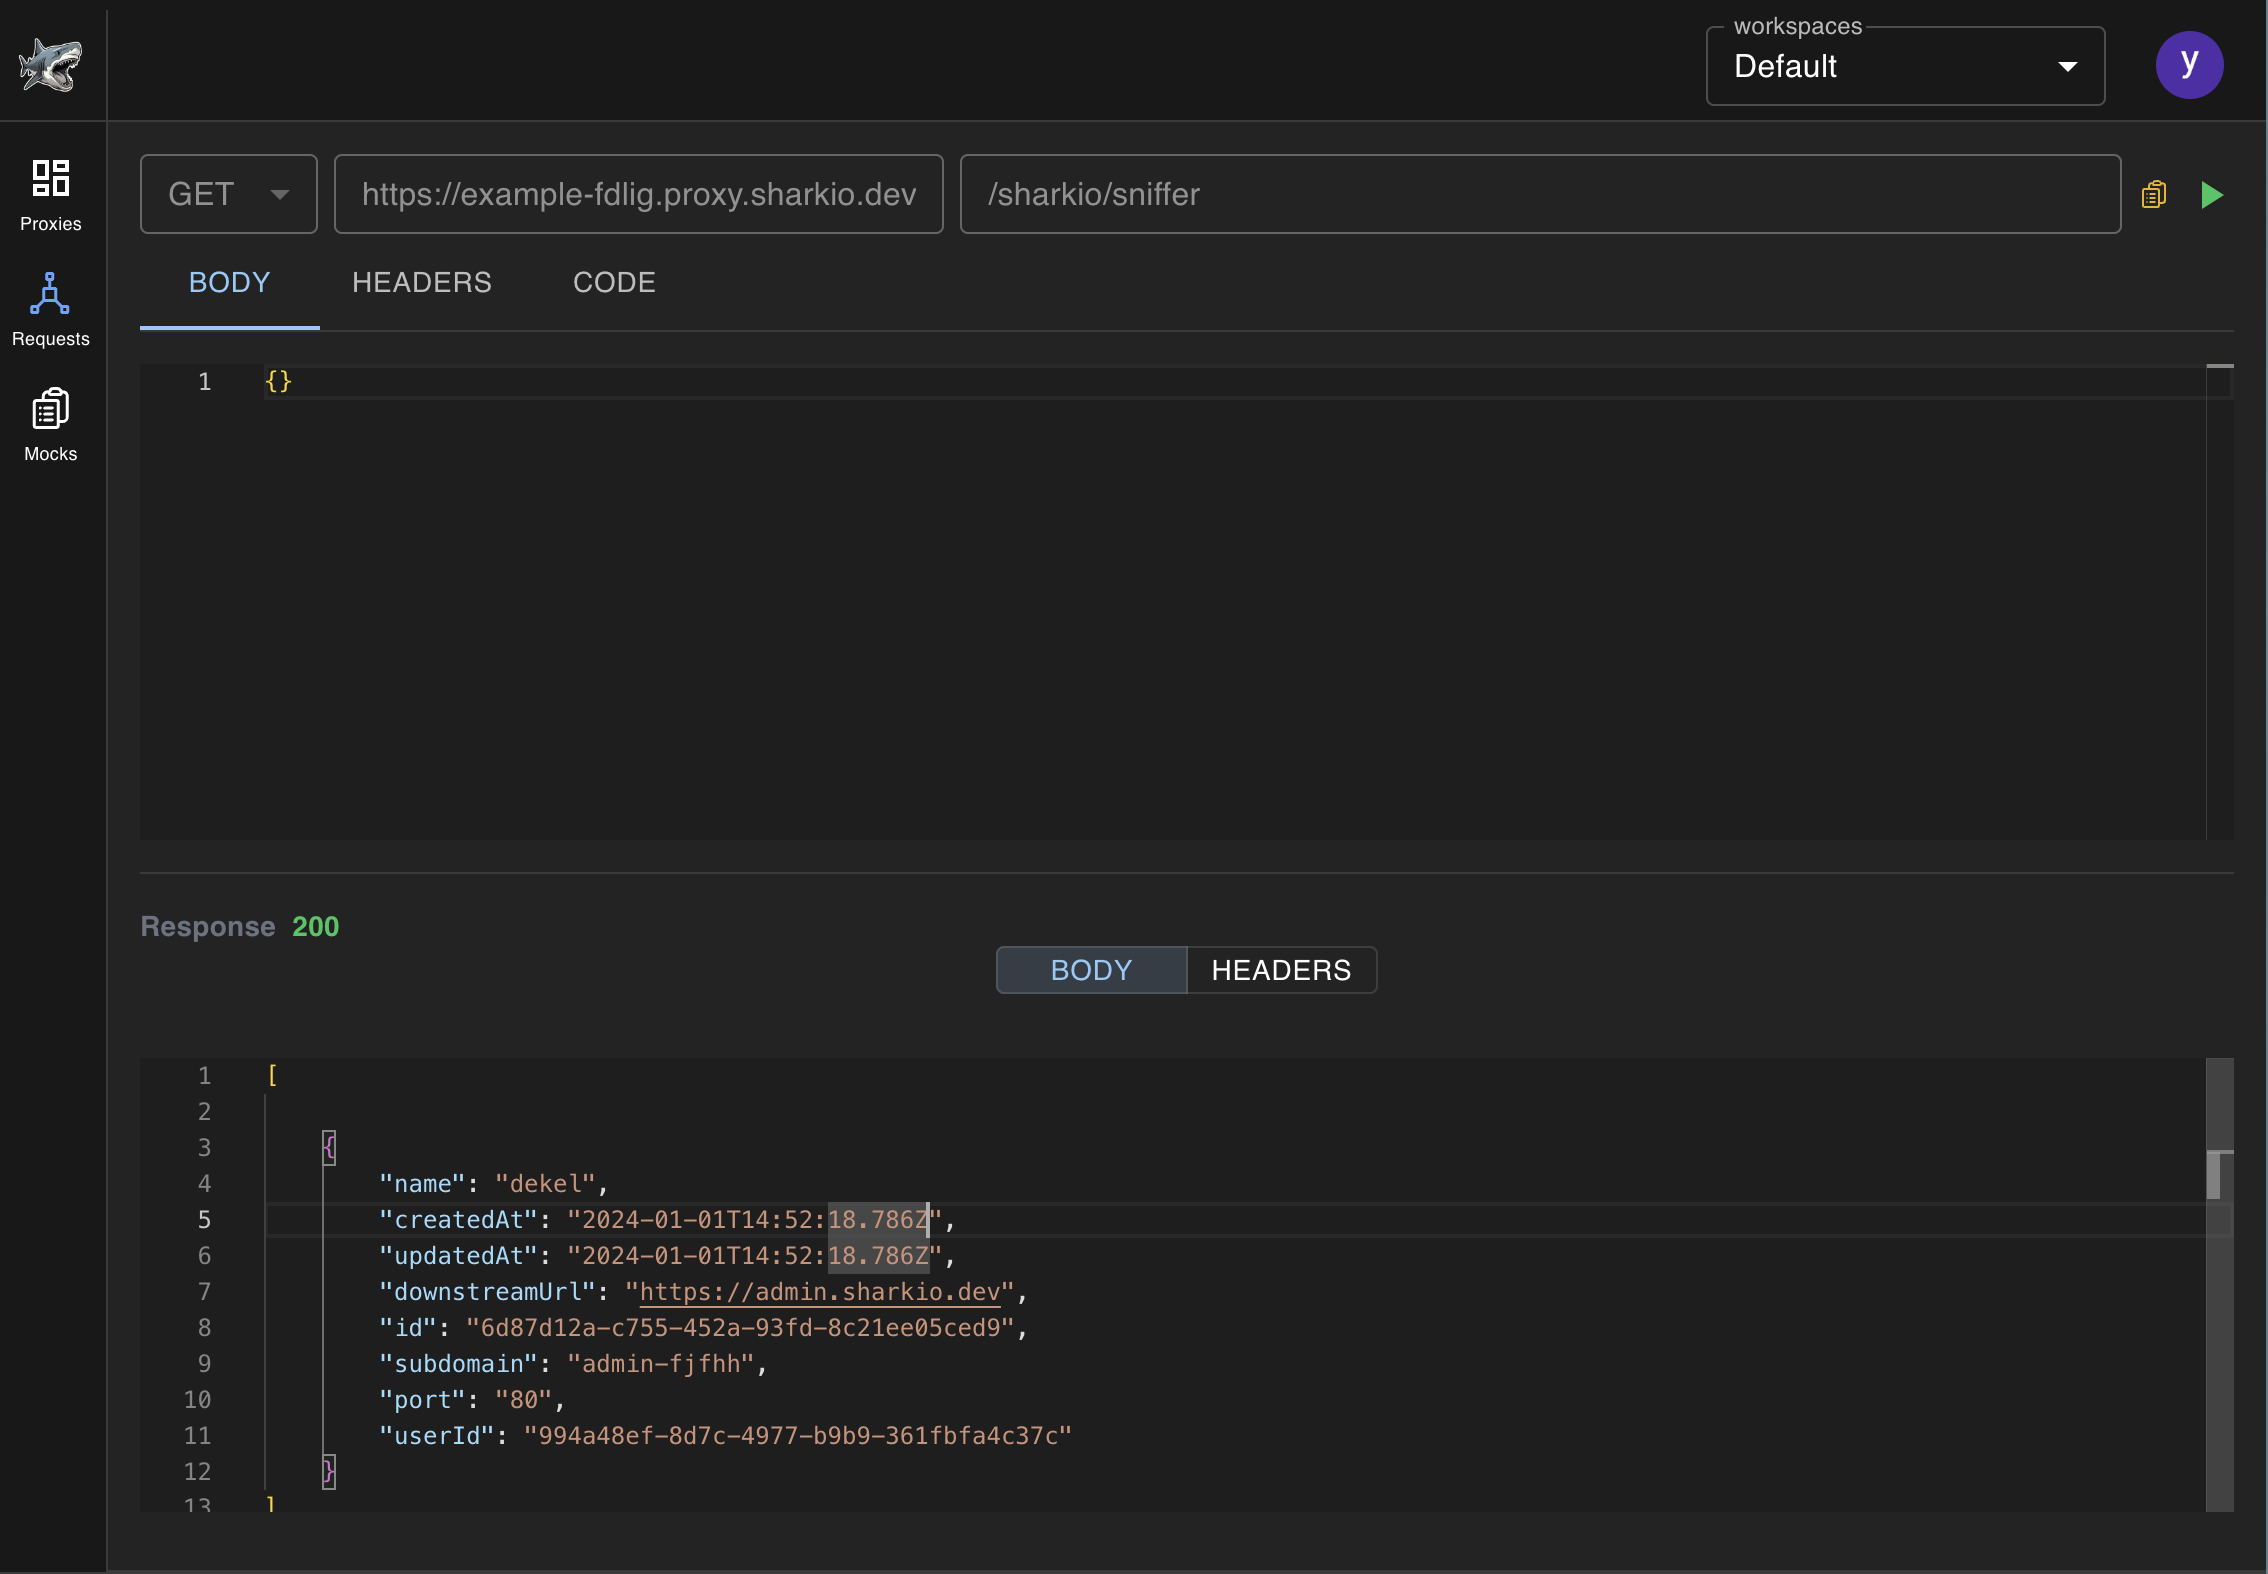 workspaces
Default
y
Proxies
Requests
Mocks
GET https://example-fdlig.proxy.sharkio.dev /sharkio/sniffer
BODY HEADERS CODE
1 {}
Response 200
BODY HEADERS
1 [
2
3 {
4 "name": "dekel",
5 "createdAt": "2024-01-01T14:52:18.786Z",
6 "updatedAt": "2024-01-01T14:52:18.786Z",
7 "downstreamUrl": "https://admin.sharkio.dev",
8 "id": "6d87d12a-c755-452a-93fd-8c21ee05ced9",
9 "subdomain": "admin-fjfhh",
10 "port": "80",
11 "userId": "994a48ef-8d7c-4977-b9b9-361fbfa4c37c"
12 }
13 ]